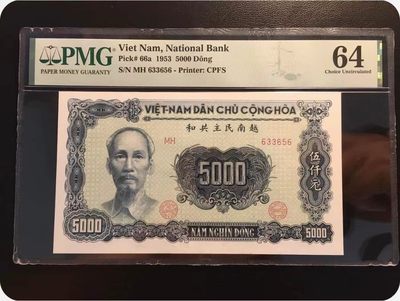 PMG
PAPER MONEY GUARANTY
Viet Nam, National Bank
Pick# 66a 1953 5000 Đông
S/N MH 633656 - Printer: CPFS
64
Choice Uncirculated
VIỆT-NAM DÂN CHỦ CỘNG HÒA
和共主民南越
MH 633656
5000
伍仟元
5000
NĂM NGHÌN ĐỒNG
5000